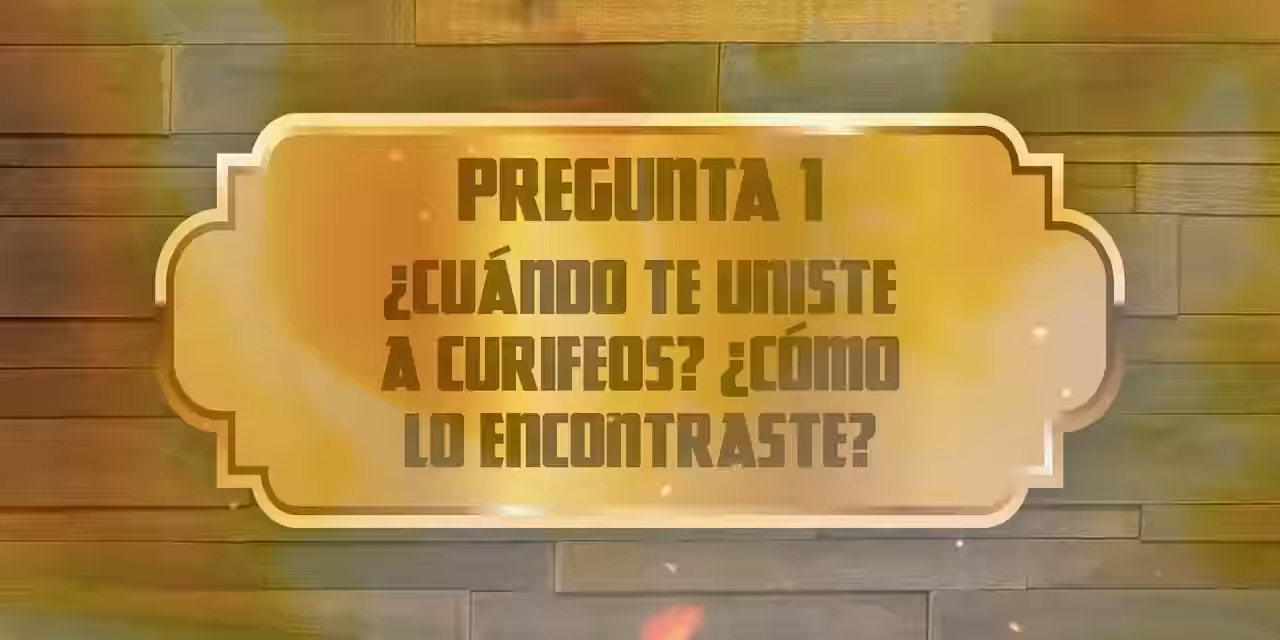 PREGUNTA 1
¿CUÁNDO TE UNISTE
A CURIFEOS? ¿CÓMO
LO ENCONTRASTE?